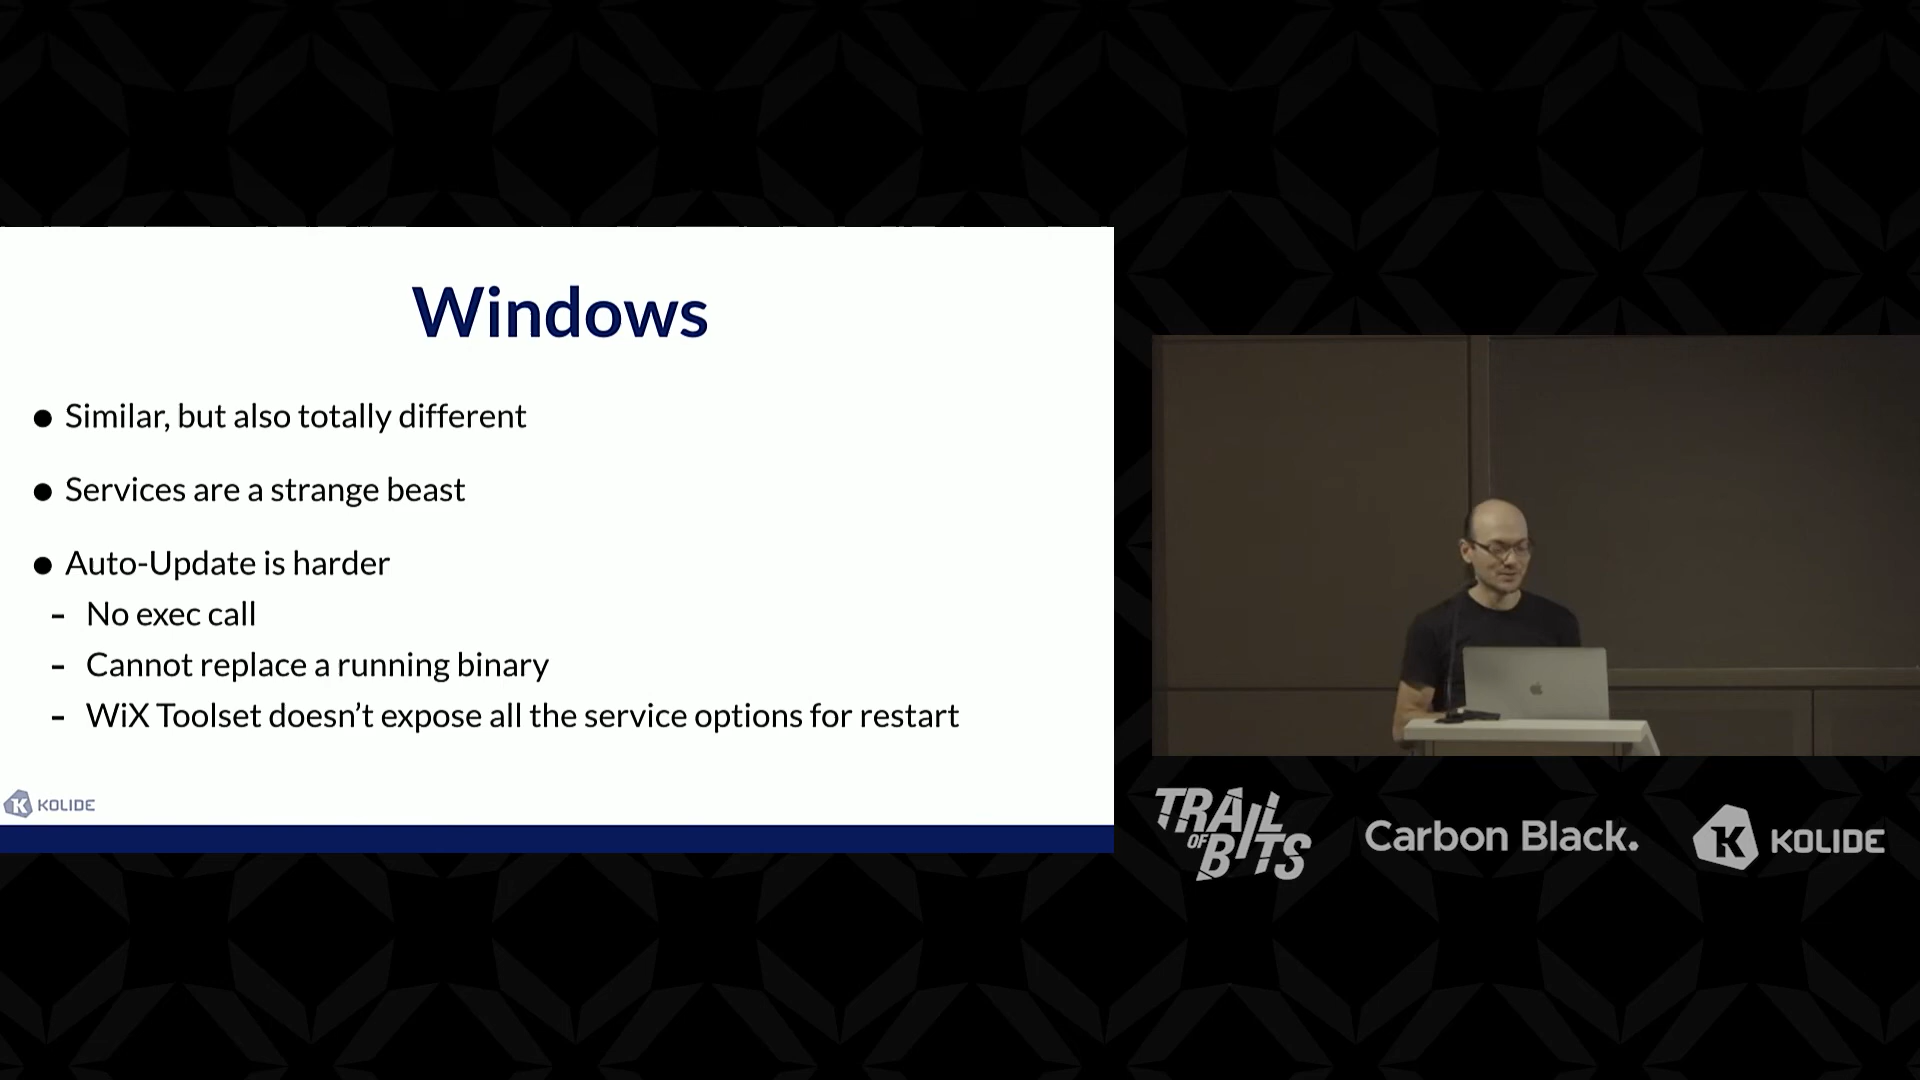 Windows
● Similar, but also totally different
● Services are a strange beast
● Auto-Update is harder
- No exec call
- Cannot replace a running binary
- WiX Toolset doesn't expose all the service options for restart
KOLIDE
TRAIL OF BITS
Carbon Black.
KOLIDE